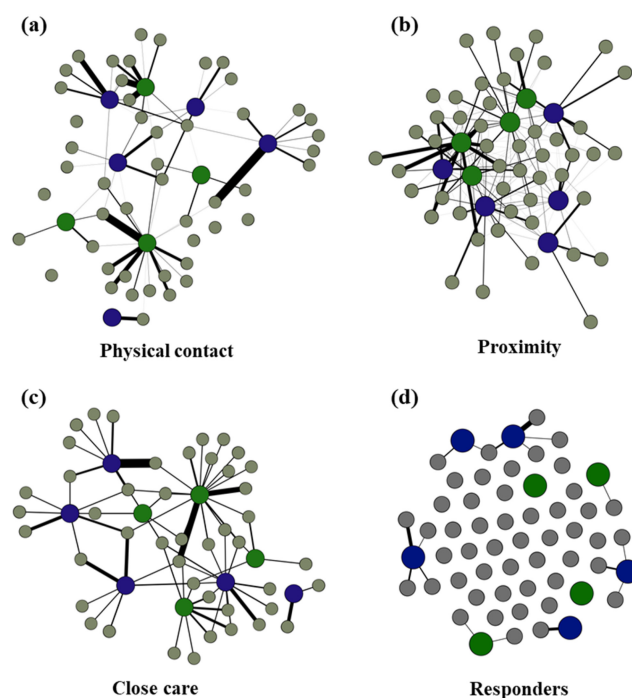 (a)
(b)
Physical contact
Proximity
(c)
(d)
Close care
Responders